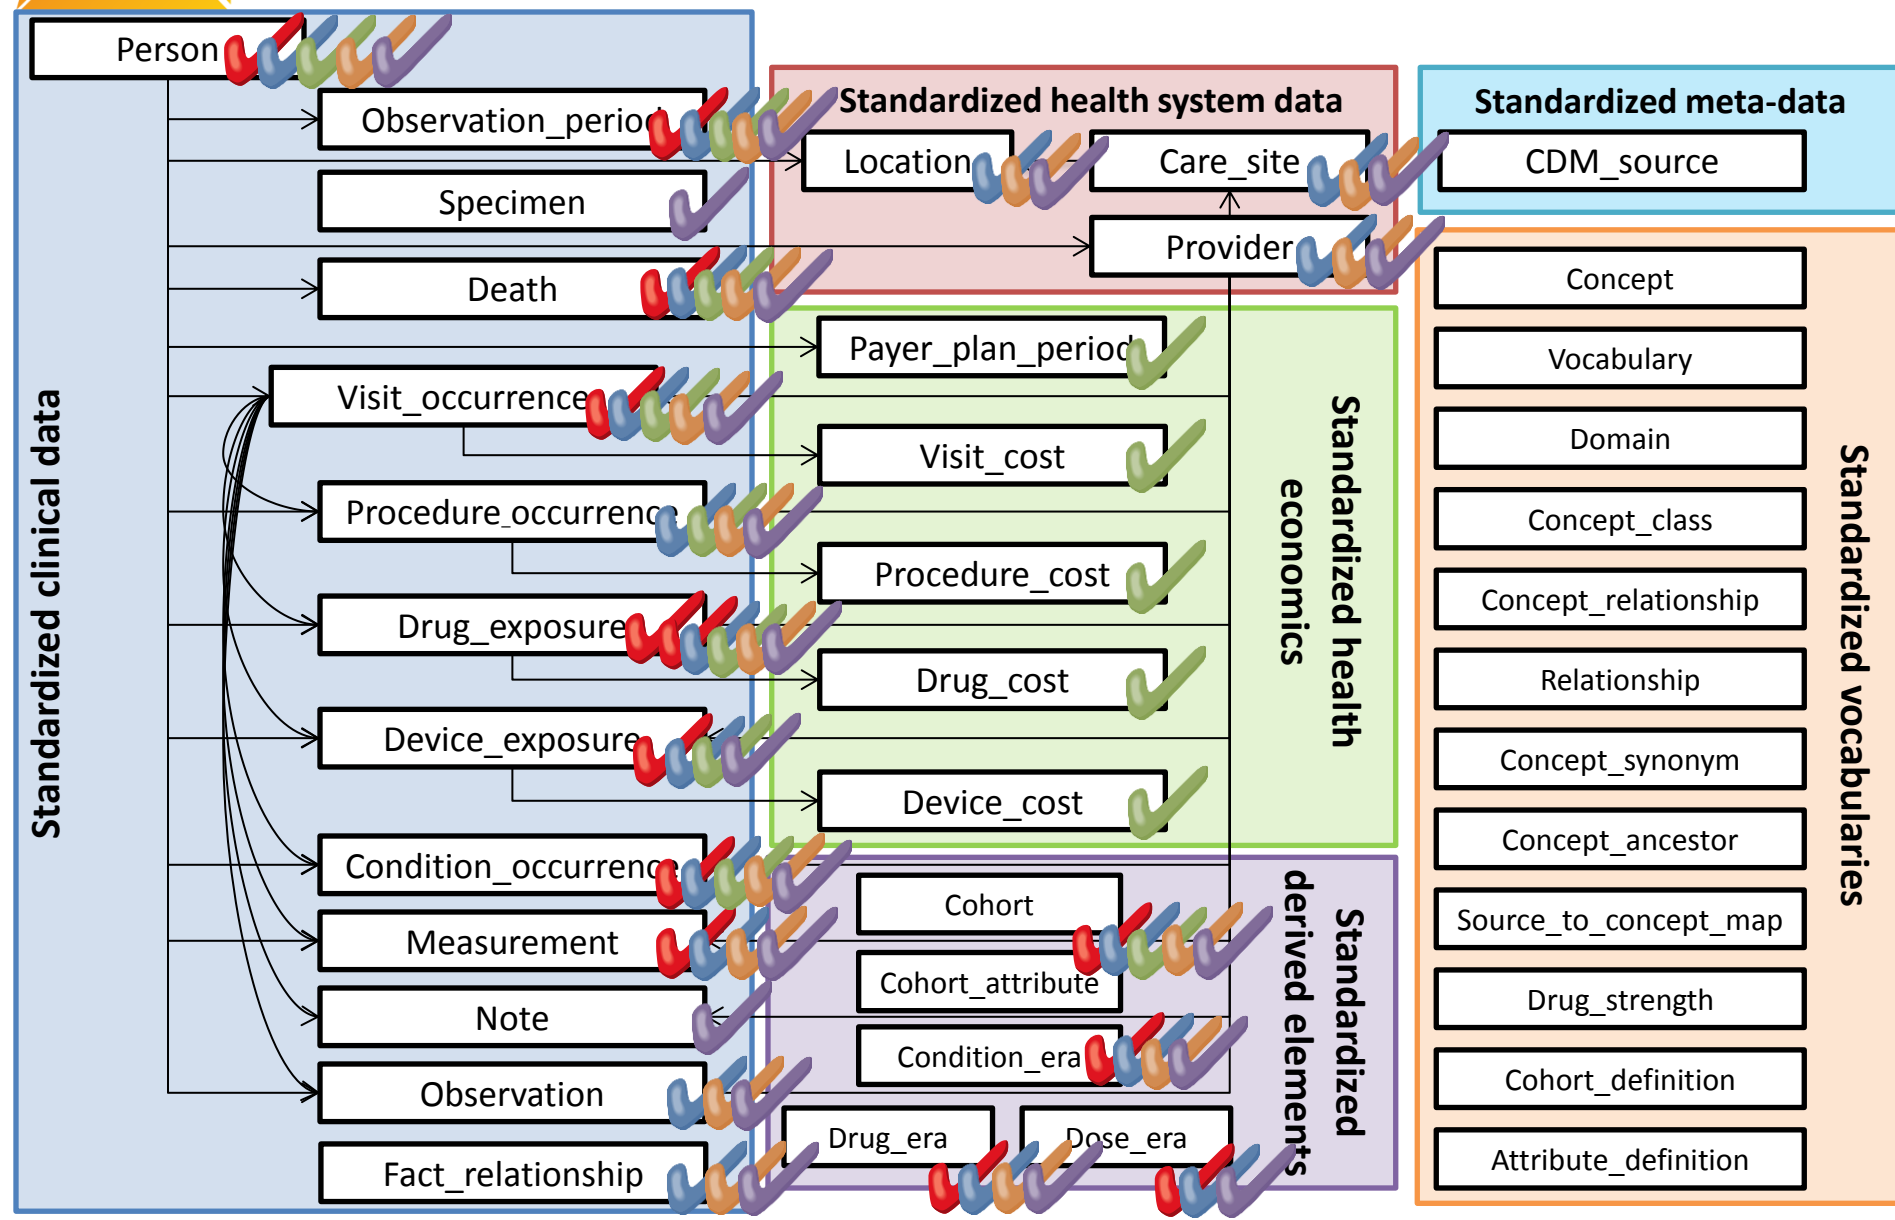 Person
Observation_period
Specimen
Death
Visit_occurrence
Procedure_occurrence
Drug_exposure
Device_exposure
Condition_occurrence
Measurement
Note
Observation
Fact_relationship
Standardized clinical data
Standardized health system data
Location
Care_site
Provider
Payer_plan_period
Visit_cost
Procedure_cost
Drug_cost
Device_cost
Standardized health
economics
Cohort
Cohort_attribute
Condition_era
Drug_era
Dose_era
Standardized
derived elements
Standardized meta-data
CDM_source
Concept
Vocabulary
Domain
Concept_class
Concept_relationship
Relationship
Concept_synonym
Concept_ancestor
Source_to_concept_map
Drug_strength
Cohort_definition
Attribute_definition
Standardized vocabularies